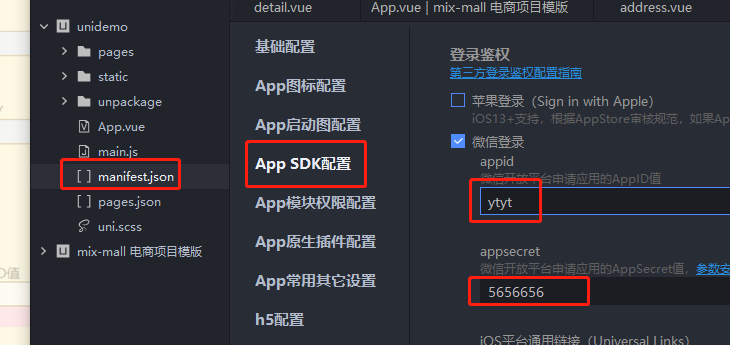 detail.vue
App.vue | mix-mall 电商项目模版
address.vue
unidemo
pages
static
unpackage
App.vue
main.js
manifest.json
pages.json
uni.scss
mix-mall 电商项目模版
基础配置
App图标配置
App启动图配置
App SDK配置
App模块权限配置
App原生插件配置
App常用其它设置
h5配置
登录鉴权
第三方登录鉴权配置指南
苹果登录（Sign in with Apple）
iOS13+支持，根据AppStore审核规范，如果Ap
微信登录
appid
微信开放平台申请应用的AppID值
ytyt
appsecret
微信开放平台申请应用的AppSecret值，参数安
5656656
iOS平台通用链接（Universal Links）
D值